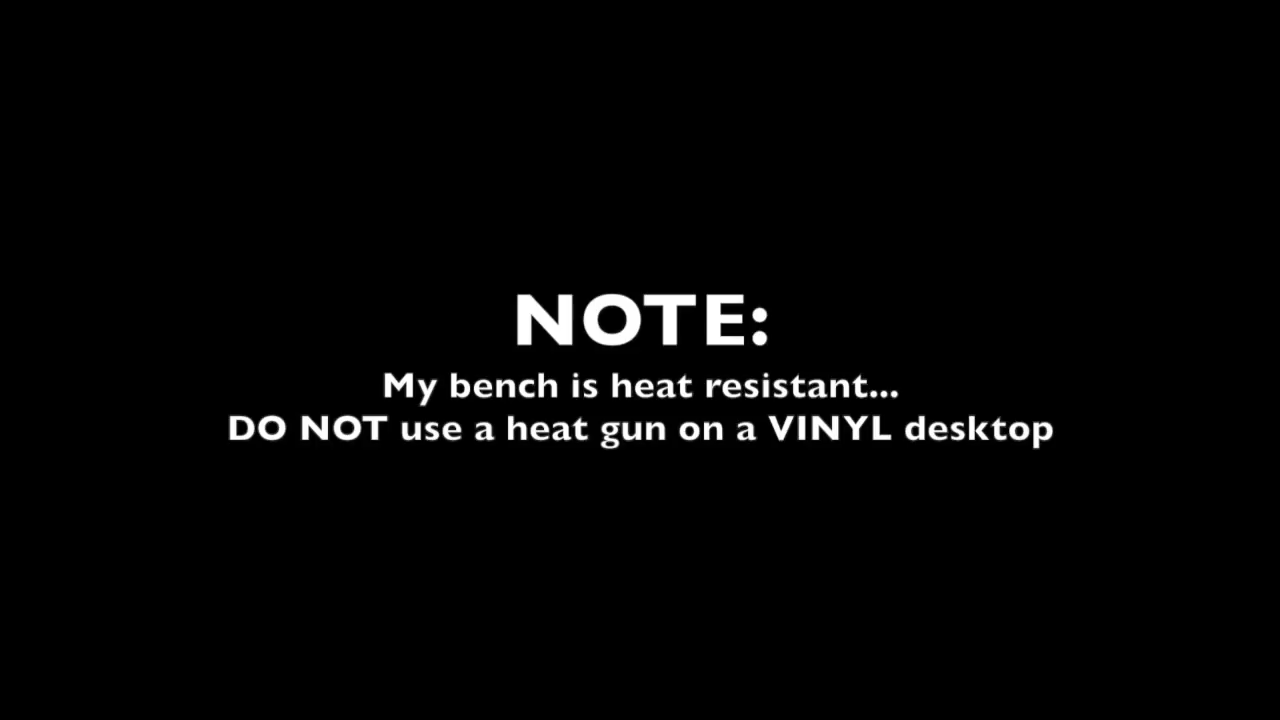 NOTE:
My bench is heat resistant...
DO NOT use a heat gun on a VINYL desktop